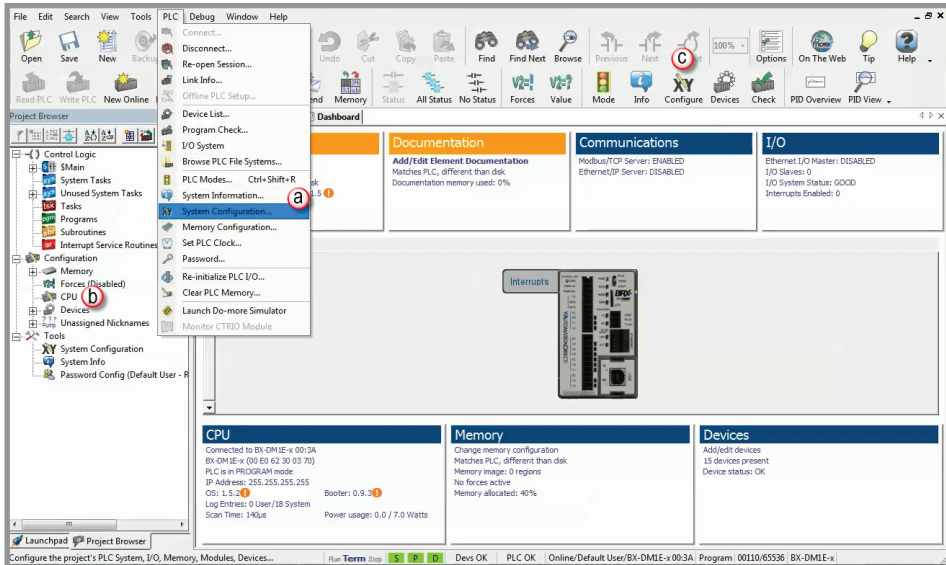 File Edit Search View Tools PLC Debug Window Help
Open Save New Backup Undo Cut Copy Paste Find Find Next Browse Previous Next 100% Options On The Web Tip Help
Read PLC Write PLC New Online Memory Status All Status No Status Forces Value Mode Info Configure Devices Check PID Overview PID View
Connect...
Disconnect...
Re-open Session...
Link Info...
Offline PLC Setup...
Device List...
Program Check...
I/O System
Browse PLC File Systems...
PLC Modes... Ctrl+Shift+R
System Information...
System Configuration...
Memory Configuration...
Set PLC Clock...
Password...
Re-initialize PLC I/O...
Clear PLC Memory...
Launch Do-more Simulator
Monitor CTRIO Module
a
b
c
Project Browser
Control Logic
$Main
System Tasks
Unused System Tasks
Tasks
Programs
Subroutines
Interrupt Service Routines
Configuration
Memory
Forces (Disabled)
CPU
Devices
Unassigned Nicknames
Tools
System Configuration
System Info
Password Config (Default User - R
Launchpad Project Browser
Dashboard
Documentation
Add/Edit Element Documentation
Matches PLC, different than disk
Documentation memory used: 0%
Communications
Modbus/TCP Server: ENABLED
Ethernet/IP Server: DISABLED
I/O
Ethernet I/O Master: DISABLED
I/O Slaves: 0
I/O System Status: GOOD
Interrupts Enabled: 0
Interrupts
BRX
CPU
Connected to BX-DM1E-x 00:3A
BX-DM1E-x (00 E0 62 30 03 70)
PLC is in PROGRAM mode
IP Address: 255.255.255.255
OS: 1.5.2 Booter: 0.9.3
Log Entries: 0 User/18 System
Scan Time: 140µs Power usage: 0.0 / 7.0 Watts
Memory
Change memory configuration
Matches PLC, different than disk
Memory image: 0 regions
No forces active
Memory allocated: 40%
Devices
Add/edit devices
15 devices present
Device status: OK
Configure the project's PLC System, I/O, Memory, Modules, Devices... Run Term Stop S P D Devs OK PLC OK Online/Default User/BX-DM1E-x 00:3A Program 00110/65536 BX-DM1E-x